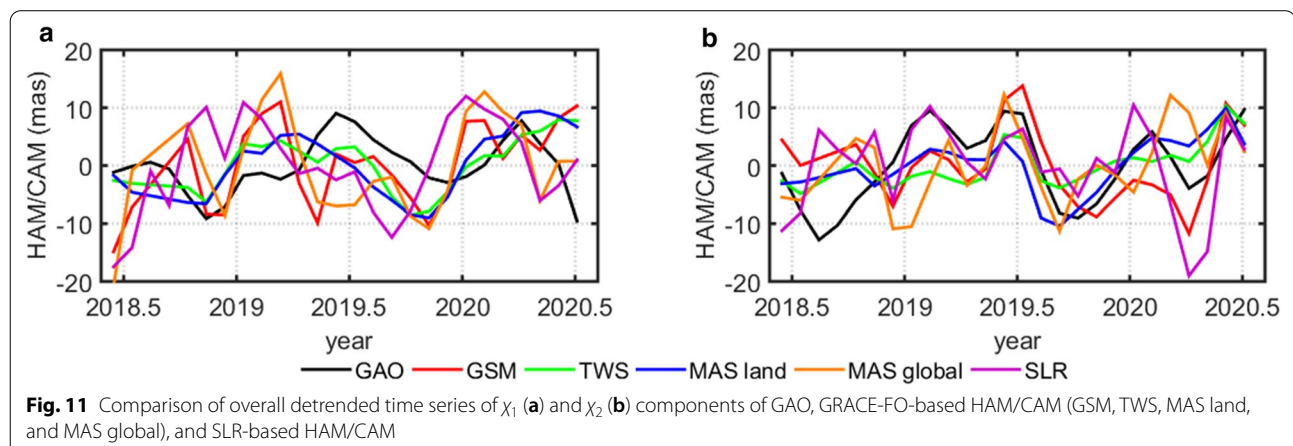 a
20
10
0
-10
-20
HAM/CAM (mas)
2018.5 2019 2019.5 2020 2020.5
year
b
20
10
0
-10
-20
HAM/CAM (mas)
2018.5 2019 2019.5 2020 2020.5
year
GAO GSM TWS MAS land MAS global SLR
Fig. 11 Comparison of overall detrended time series of χ₁ (a) and χ₂ (b) components of GAO, GRACE-FO-based HAM/CAM (GSM, TWS, MAS land,
and MAS global), and SLR-based HAM/CAM